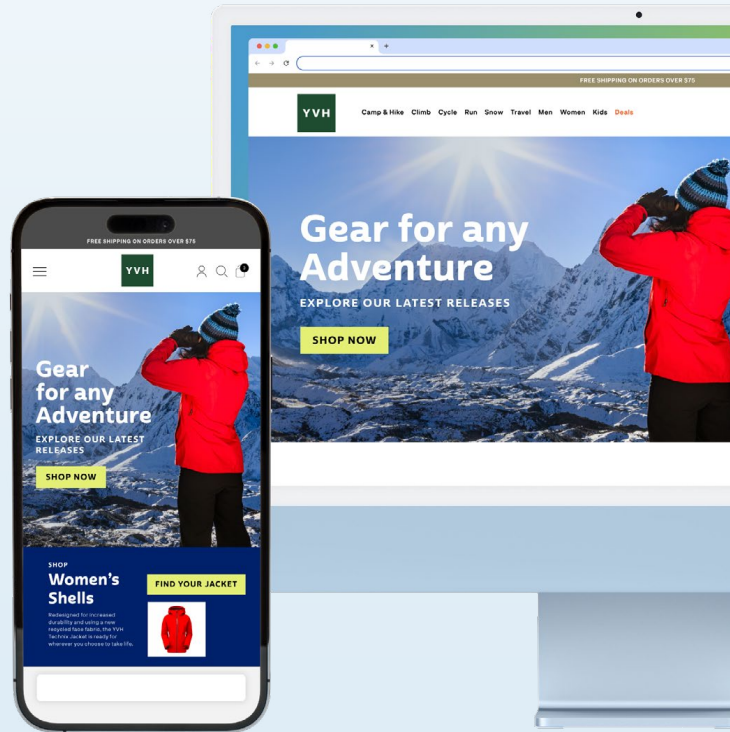 FREE SHIPPING ON ORDERS OVER $75
YVH
Camp & Hike Climb Cycle Run Snow Travel Men Women Kids Deals
Gear for any
Adventure
EXPLORE OUR LATEST RELEASES
SHOP NOW
FREE SHIPPING ON ORDERS OVER $75
YVH
Gear
for any
Adventure
EXPLORE OUR LATEST
RELEASES
SHOP NOW
SHOP
Women's
Shells
FIND YOUR JACKET
Redesigned for increased
durability and using a new
recycled face fabric, the YVH
Technix Jacket is ready for
wherever you choose to take life.